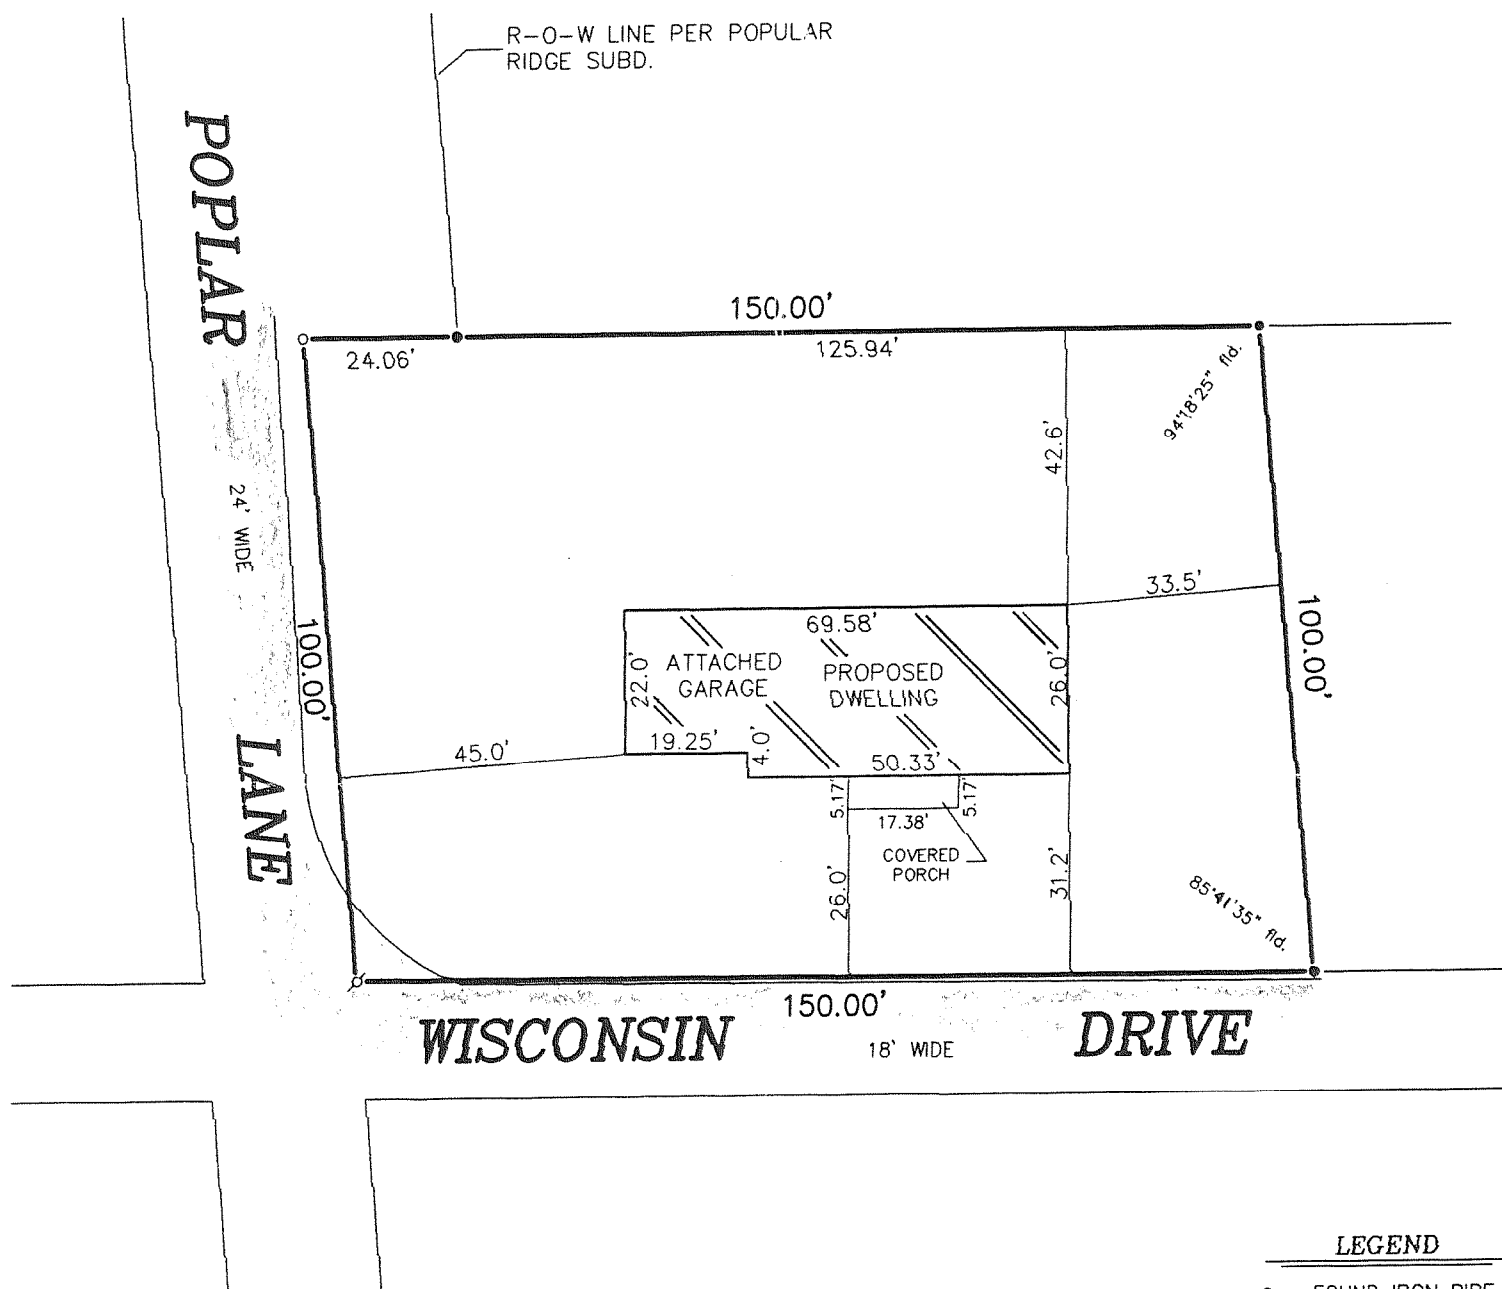 R-O-W LINE PER POPULAR
RIDGE SUBD.
POPLAR
LANE
24' WIDE
150.00'
24.06'
125.94'
94°18'25" fld.
42.6'
33.5'
100.00'
100.00'
69.58'
ATTACHED
GARAGE
PROPOSED
DWELLING
22.0'
26.0'
19.25'
4.0'
50.33'
45.0'
5.17'
5.17'
17.38'
COVERED
PORCH
26.0'
31.2'
85°41'35" fld.
150.00'
WISCONSIN DRIVE
18' WIDE
LEGEND
FOUND IRON PIPE